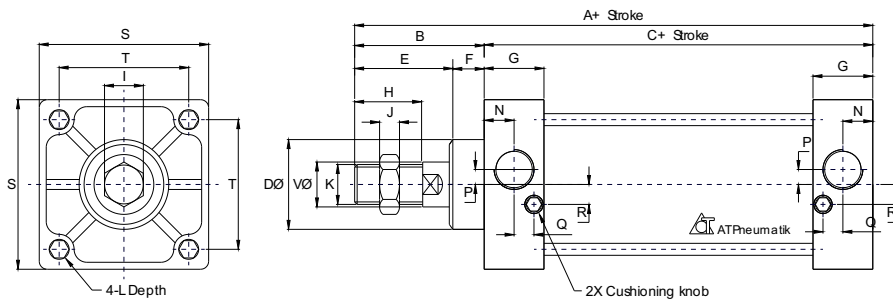 A+ Stroke
S
B
C+ Stroke
T
I
E
F
G
G
H
J
N
N
P
S
T
DØ
VØ
K
P
R
R
Q
Q
ATPneumatik
4-L Depth
2X Cushioning knob